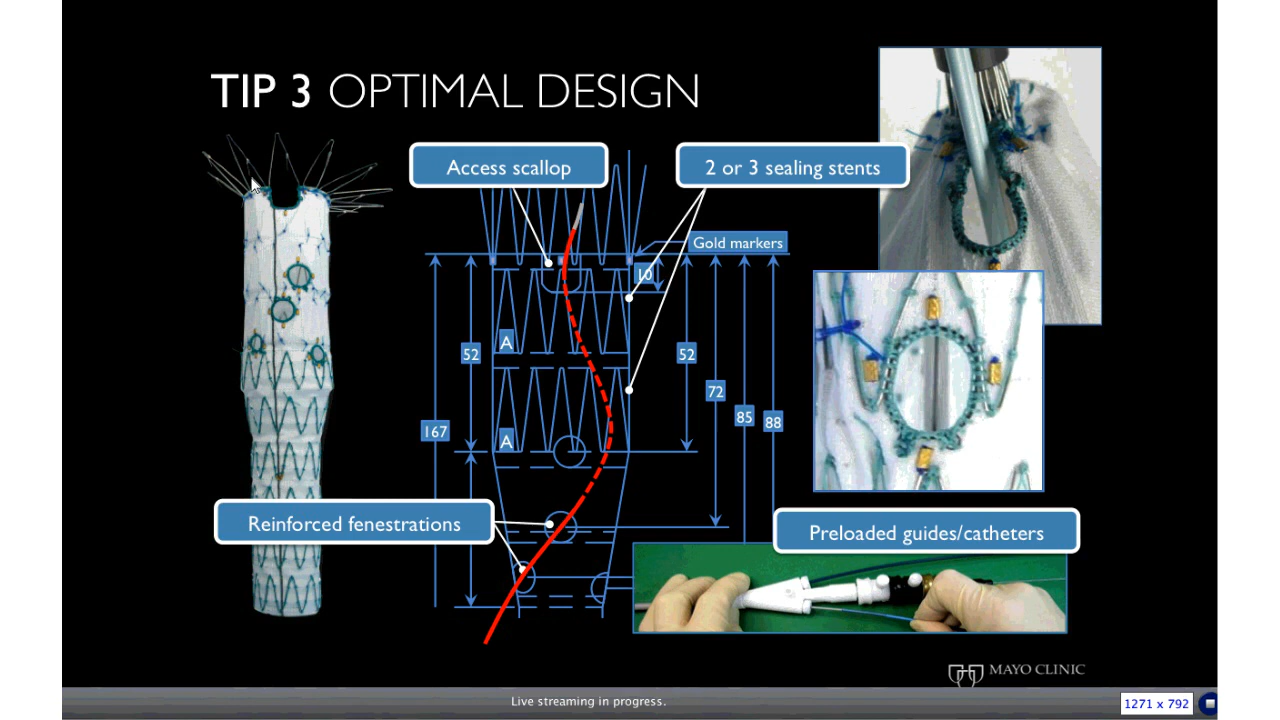 TIP 3 OPTIMAL DESIGN
Access scallop
2 or 3 sealing stents
Gold markers
10
A
52
52
72
85
88
167
A
Reinforced fenestrations
Preloaded guides/catheters
MAYO CLINIC
Live streaming in progress.
1271 x 792